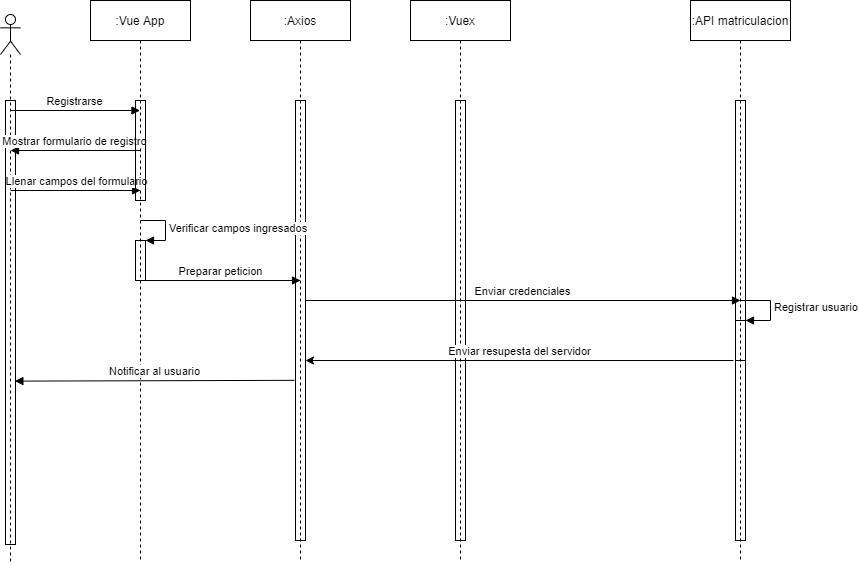 :Vue App
:Axios
:Vuex
:API matriculacion
Registrarse
Mostrar formulario de registro
Llenar campos del formulario
Verificar campos ingresados
Preparar peticion
Enviar credenciales
Registrar usuario
Enviar resupesta del servidor
Notificar al usuario